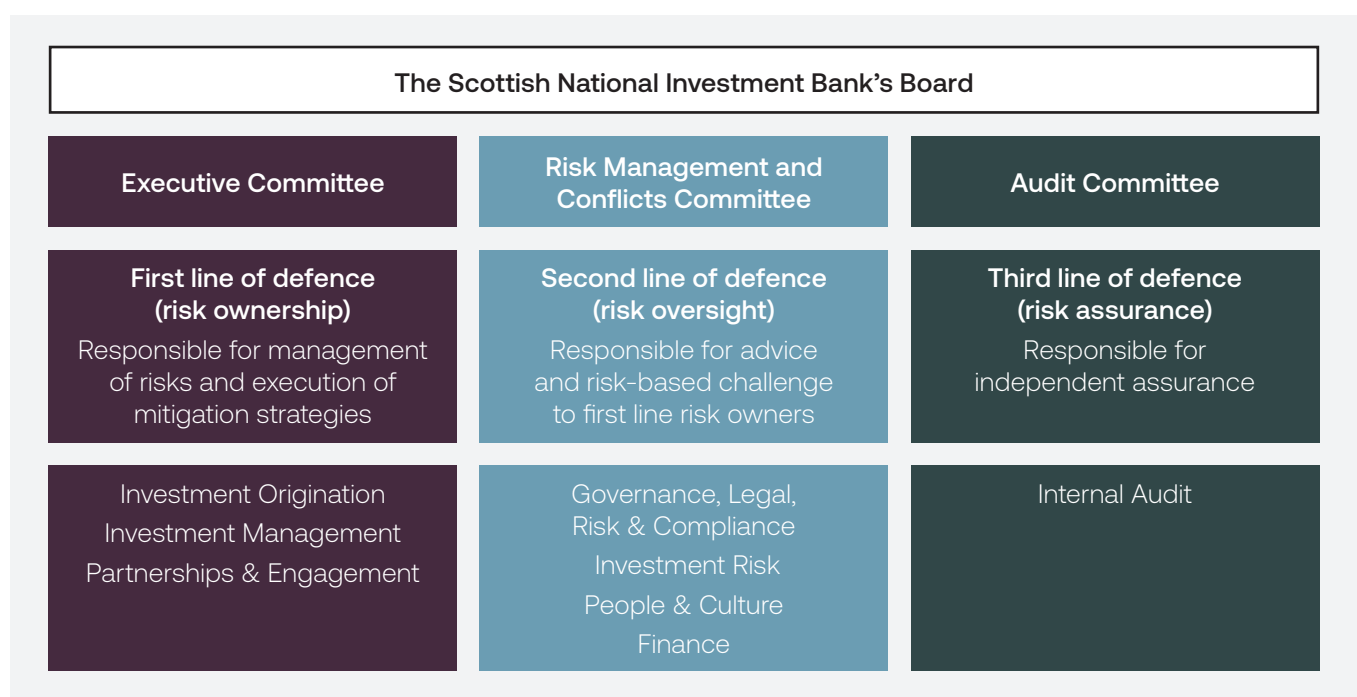 The Scottish National Investment Bank's Board
Executive Committee
Risk Management and
Conflicts Committee
Audit Committee
First line of defence
(risk ownership)
Responsible for management
of risks and execution of
mitigation strategies
Second line of defence
(risk oversight)
Responsible for advice
and risk-based challenge
to first line risk owners
Third line of defence
(risk assurance)
Responsible for
independent assurance
Investment Origination
Investment Management
Partnerships & Engagement
Governance, Legal,
Risk & Compliance
Investment Risk
People & Culture
Finance
Internal Audit